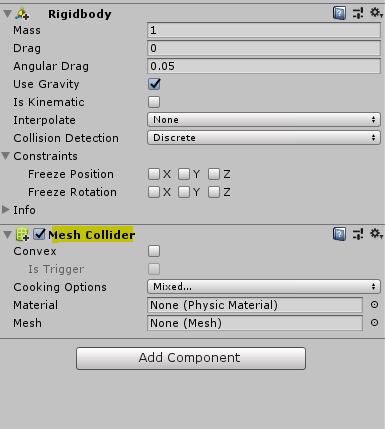 Rigidbody
Mass 1
Drag 0
Angular Drag 0.05
Use Gravity
Is Kinematic
Interpolate None
Collision Detection Discrete
Constraints
Freeze Position X Y Z
Freeze Rotation X Y Z
Info
Mesh Collider
Convex
Is Trigger
Cooking Options Mixed...
Material None (Physic Material)
Mesh None (Mesh)
Add Component